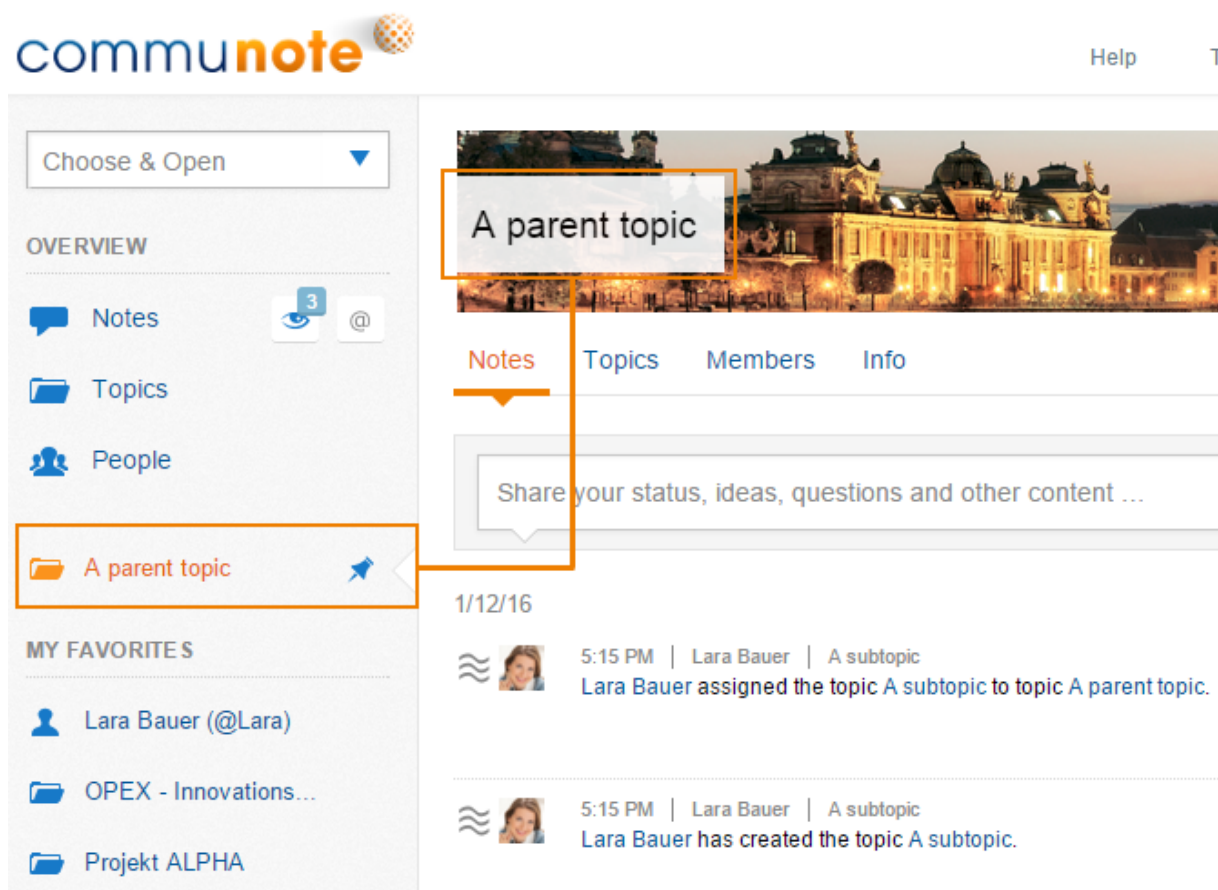 communote
Help
Choose & Open
A parent topic
OVERVIEW
Notes
3
@
Topics
People
Notes Topics Members Info
Share your status, ideas, questions and other content …
A parent topic
1/12/16
MY FAVORITES
5:15 PM | Lara Bauer | A subtopic
Lara Bauer assigned the topic A subtopic to topic A parent topic.
Lara Bauer (@Lara)
OPEX - Innovations...
5:15 PM | Lara Bauer | A subtopic
Lara Bauer has created the topic A subtopic.
Projekt ALPHA